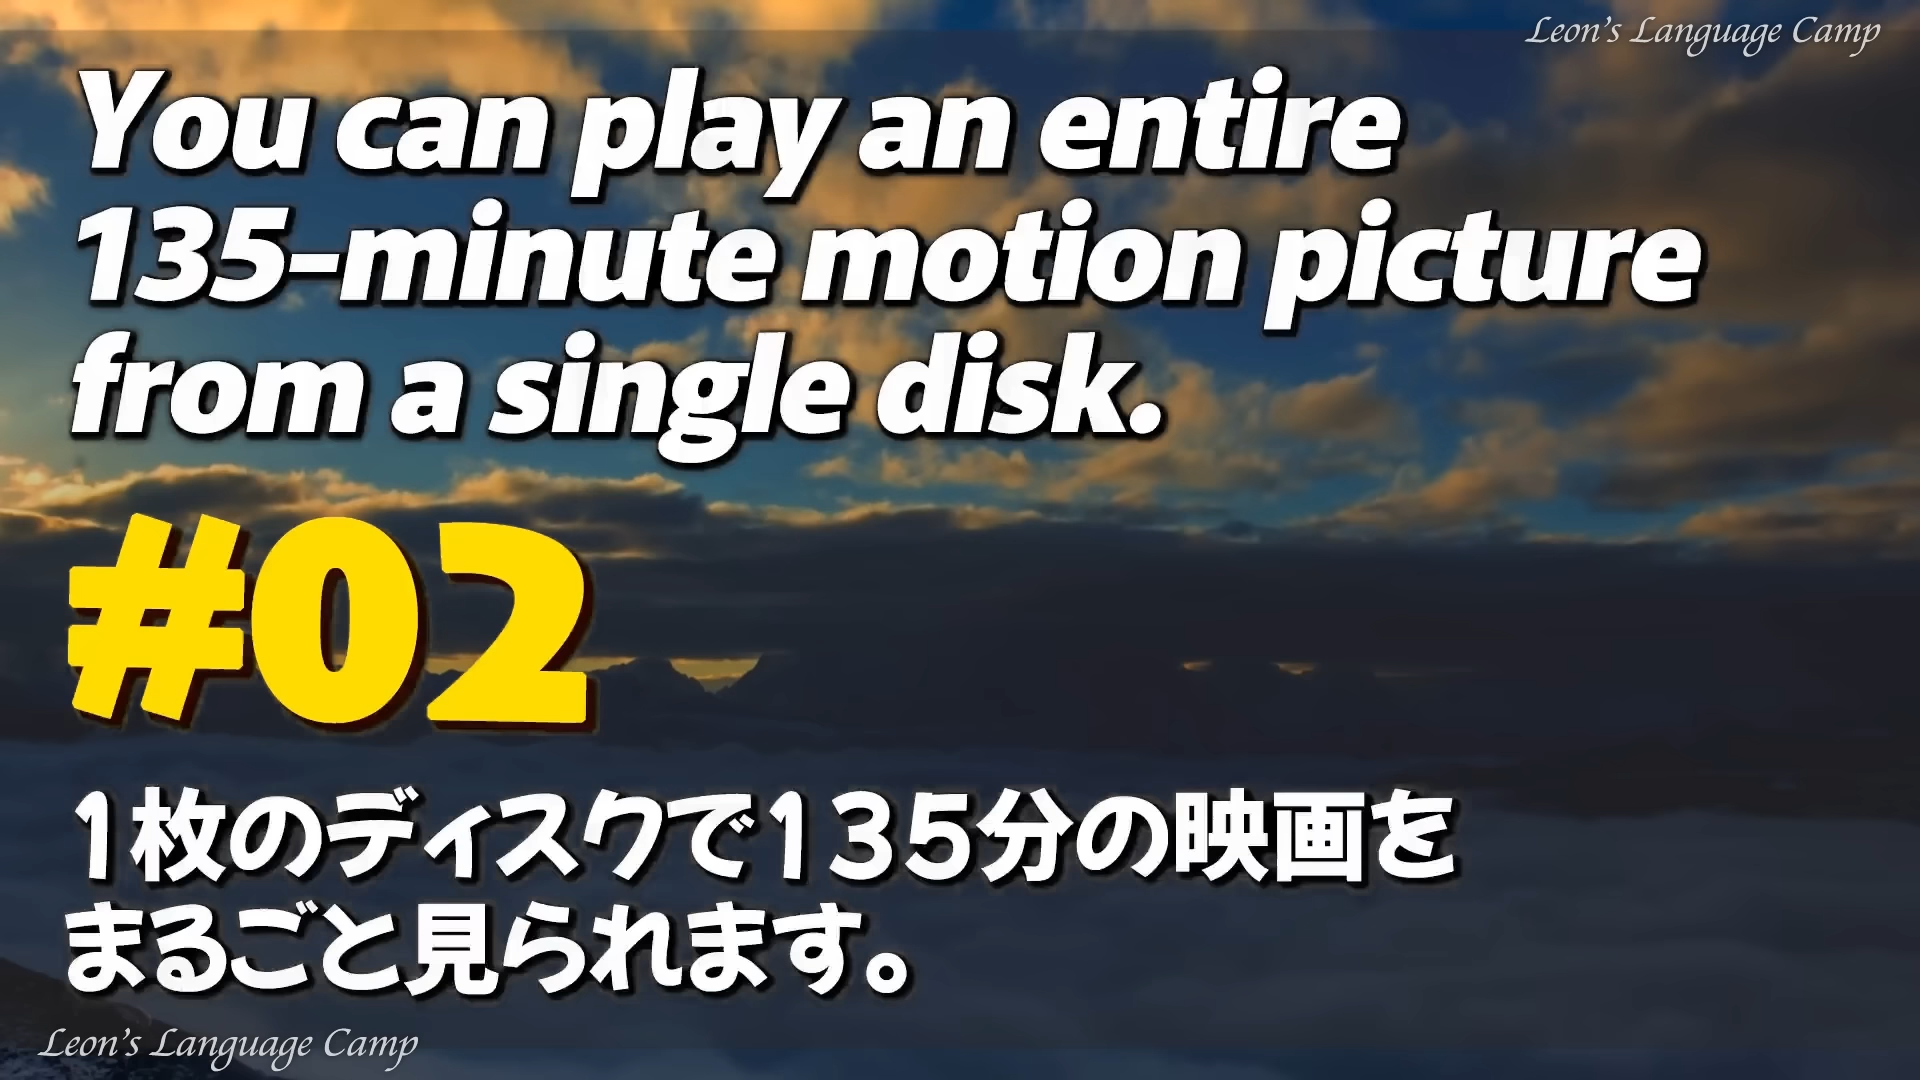 Leon's Language Camp
You can play an entire
135-minute motion picture
from a single disk.
#02
1枚のディスクで135分の映画を
まるごと見られます。
Leon's Language Camp